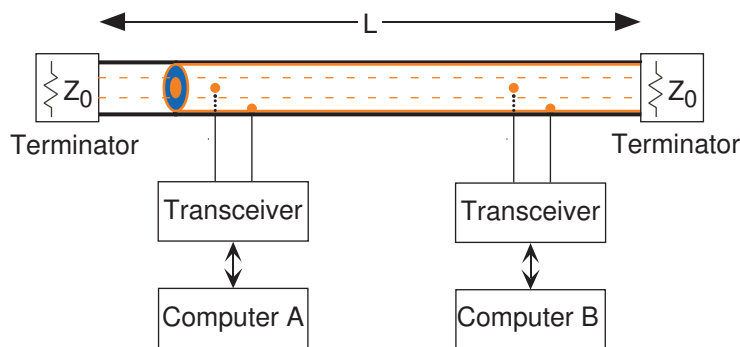 L
Z0
Z0
Terminator
Terminator
Transceiver
Transceiver
Computer A
Computer B